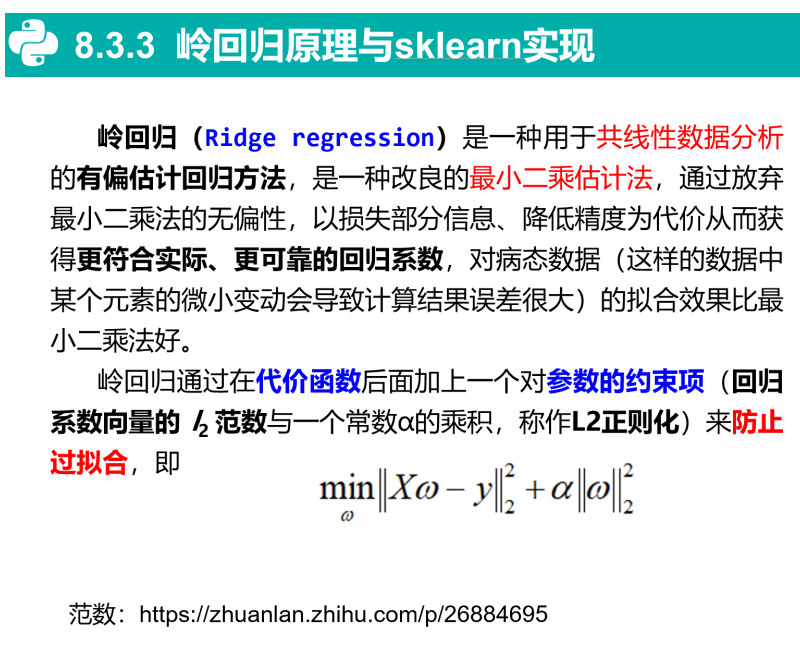 8.3.3 岭回归原理与sklearn实现
岭回归（Ridge regression）是一种用于共线性数据分析
的有偏估计回归方法，是一种改良的最小二乘估计法，通过放弃
最小二乘法的无偏性，以损失部分信息、降低精度为代价从而获
得更符合实际、更可靠的回归系数，对病态数据（这样的数据中
某个元素的微小变动会导致计算结果误差很大）的拟合效果比最
小二乘法好。
岭回归通过在代价函数后面加上一个对参数的约束项（回归
系数向量的 l₂ 范数与一个常数α的乘积，称作L2正则化）来防止
过拟合，即
min_ω ‖Xω − y‖₂² + α‖ω‖₂²
范数：https://zhuanlan.zhihu.com/p/26884695